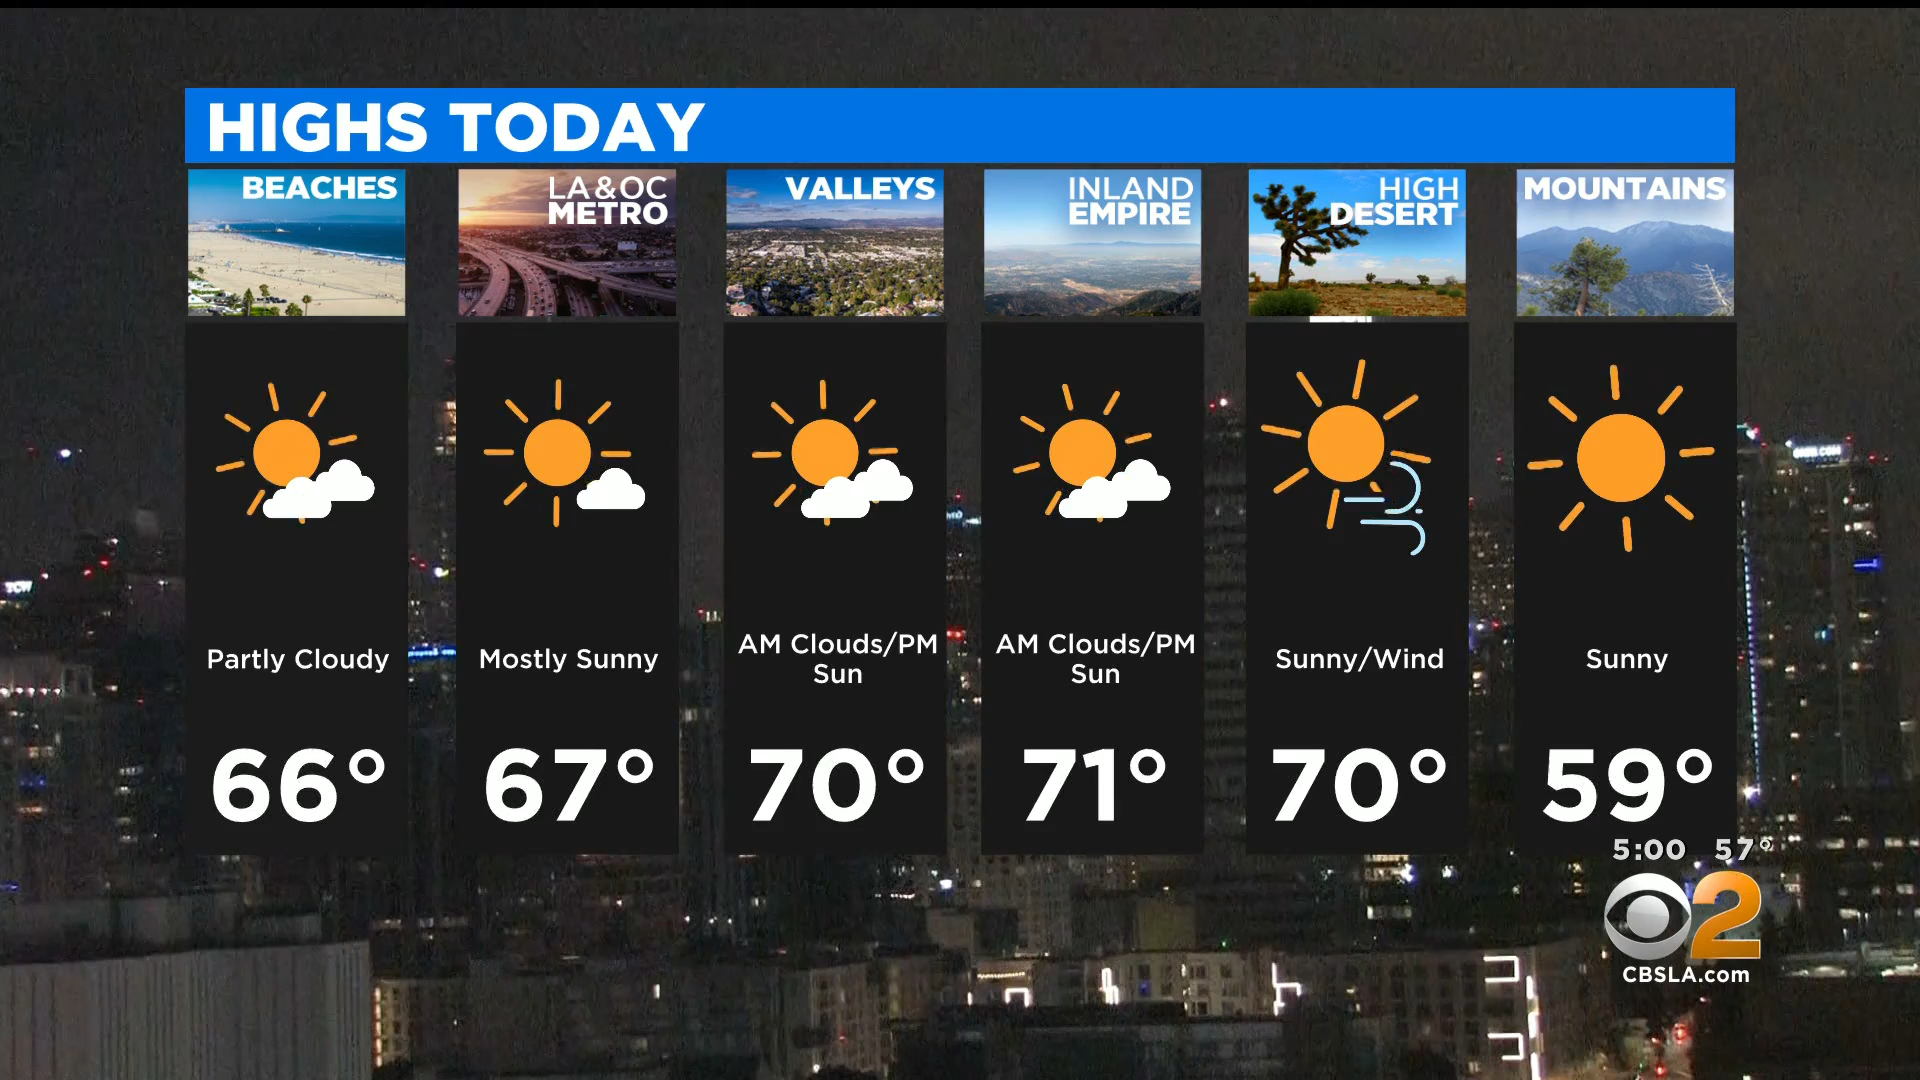 HIGHS TODAY
BEACHES
LA & OC
METRO
VALLEYS
INLAND
EMPIRE
HIGH
DESERT
MOUNTAINS
Partly Cloudy
Mostly Sunny
AM Clouds/PM
Sun
AM Clouds/PM
Sun
Sunny/Wind
Sunny
66°
67°
70°
71°
70°
59°
5:00 57°
2
CBSLA.com
TCW